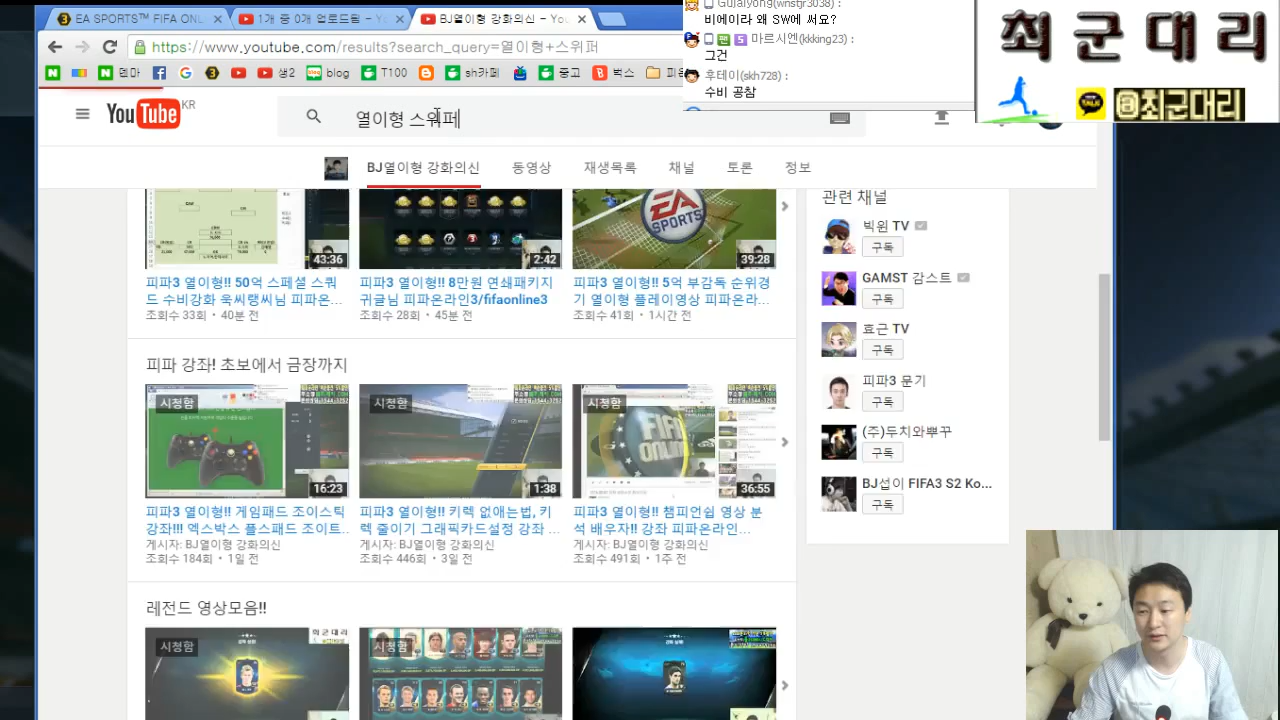 EA SPORTS™ FIFA ONL
1개 중 0개 업로드됨 - Yo
BJ열이형 강화의신 - You
https://www.youtube.com/results?search_query=열이형+스위퍼
blog
T100
sh카페
중고
벅스
Gujaiyong(wnstjr3038) :
비에이라 왜 SW에 써요?
마르시엔(kkking23) :
그건
후테이(skh728) :
수비 공참
최군대리
@최군대리
YouTube KR
열이형 스위퍼
BJ열이형 강화의신
동영상
재생목록
채널
토론
정보
43:36
2:42
EA SPORTS
39:28
피파3 열이형!! 50억 스페셜 스쿼
드 수비강화 욱씨랭씨님 피파온...
조회수 33회 • 40분 전
피파3 열이형!! 8만원 연쇄패키지
귀글님 피파온라인3/fifaonline3
조회수 28회 • 45분 전
피파3 열이형!! 5억 부감독 순위경
기 열이형 플레이영상 피파온라...
조회수 41회 • 1시간 전
피파 강좌! 초보에서 금장까지
시청함
16:23
시청함
1:38
시청함
36:55
피파3 열이형!! 게임패드 조이스틱
강좌!!! 엑스박스 플스패드 조이트...
게시자: BJ열이형 강화의신
조회수 184회 • 1일 전
피파3 열이형!! 키렉 없애는법, 키
렉 줄이기 그래픽카드설정 강좌 ...
게시자: BJ열이형 강화의신
조회수 446회 • 3일 전
피파3 열이형!! 챔피언쉽 영상 분
석 배우자!! 강좌 피파온라인...
게시자: BJ열이형 강화의신
조회수 491회 • 1주 전
레전드 영상모음!!
시청함
최군대리
시청함
관련 채널
빅윈 TV
구독
GAMST 감스트
구독
효근 TV
구독
피파3 문기
구독
(주)두치와뿌꾸
구독
BJ섭이 FIFA3 S2 Ko...
구독